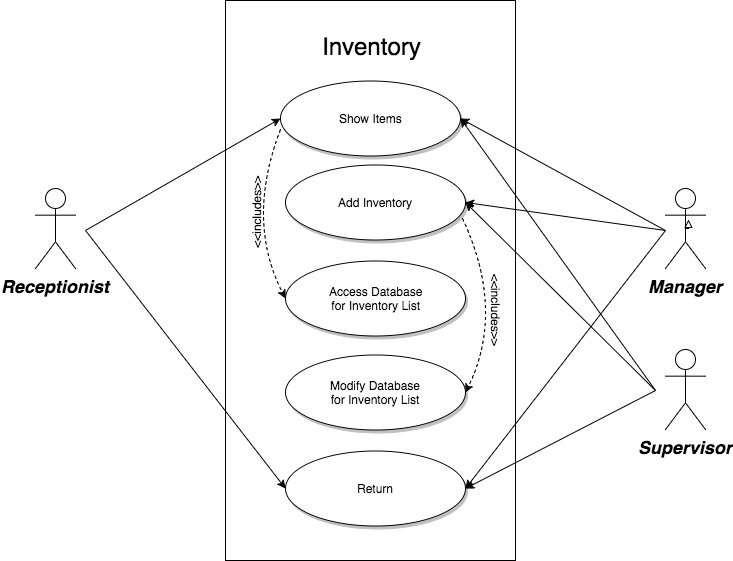 Inventory
Show Items
<<includes>>
Add Inventory
Receptionist
Manager
Access Database
for Inventory List
<<includes>>
Modify Database
for Inventory List
Supervisor
Return